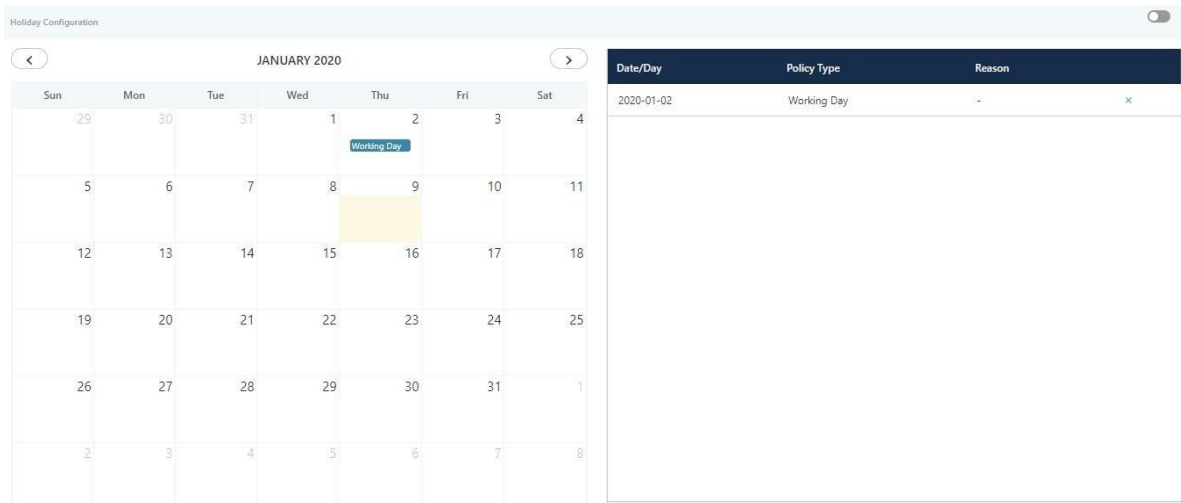 Holiday Configuration
JANUARY 2020
Sun Mon Tue Wed Thu Fri Sat
29 30 31 1 2 3 4
Working Day
5 6 7 8 9 10 11
12 13 14 15 16 17 18
19 20 21 22 23 24 25
26 27 28 29 30 31 1
2 3 4 5 6 7 8
Date/Day Policy Type Reason
2020-01-02 Working Day -